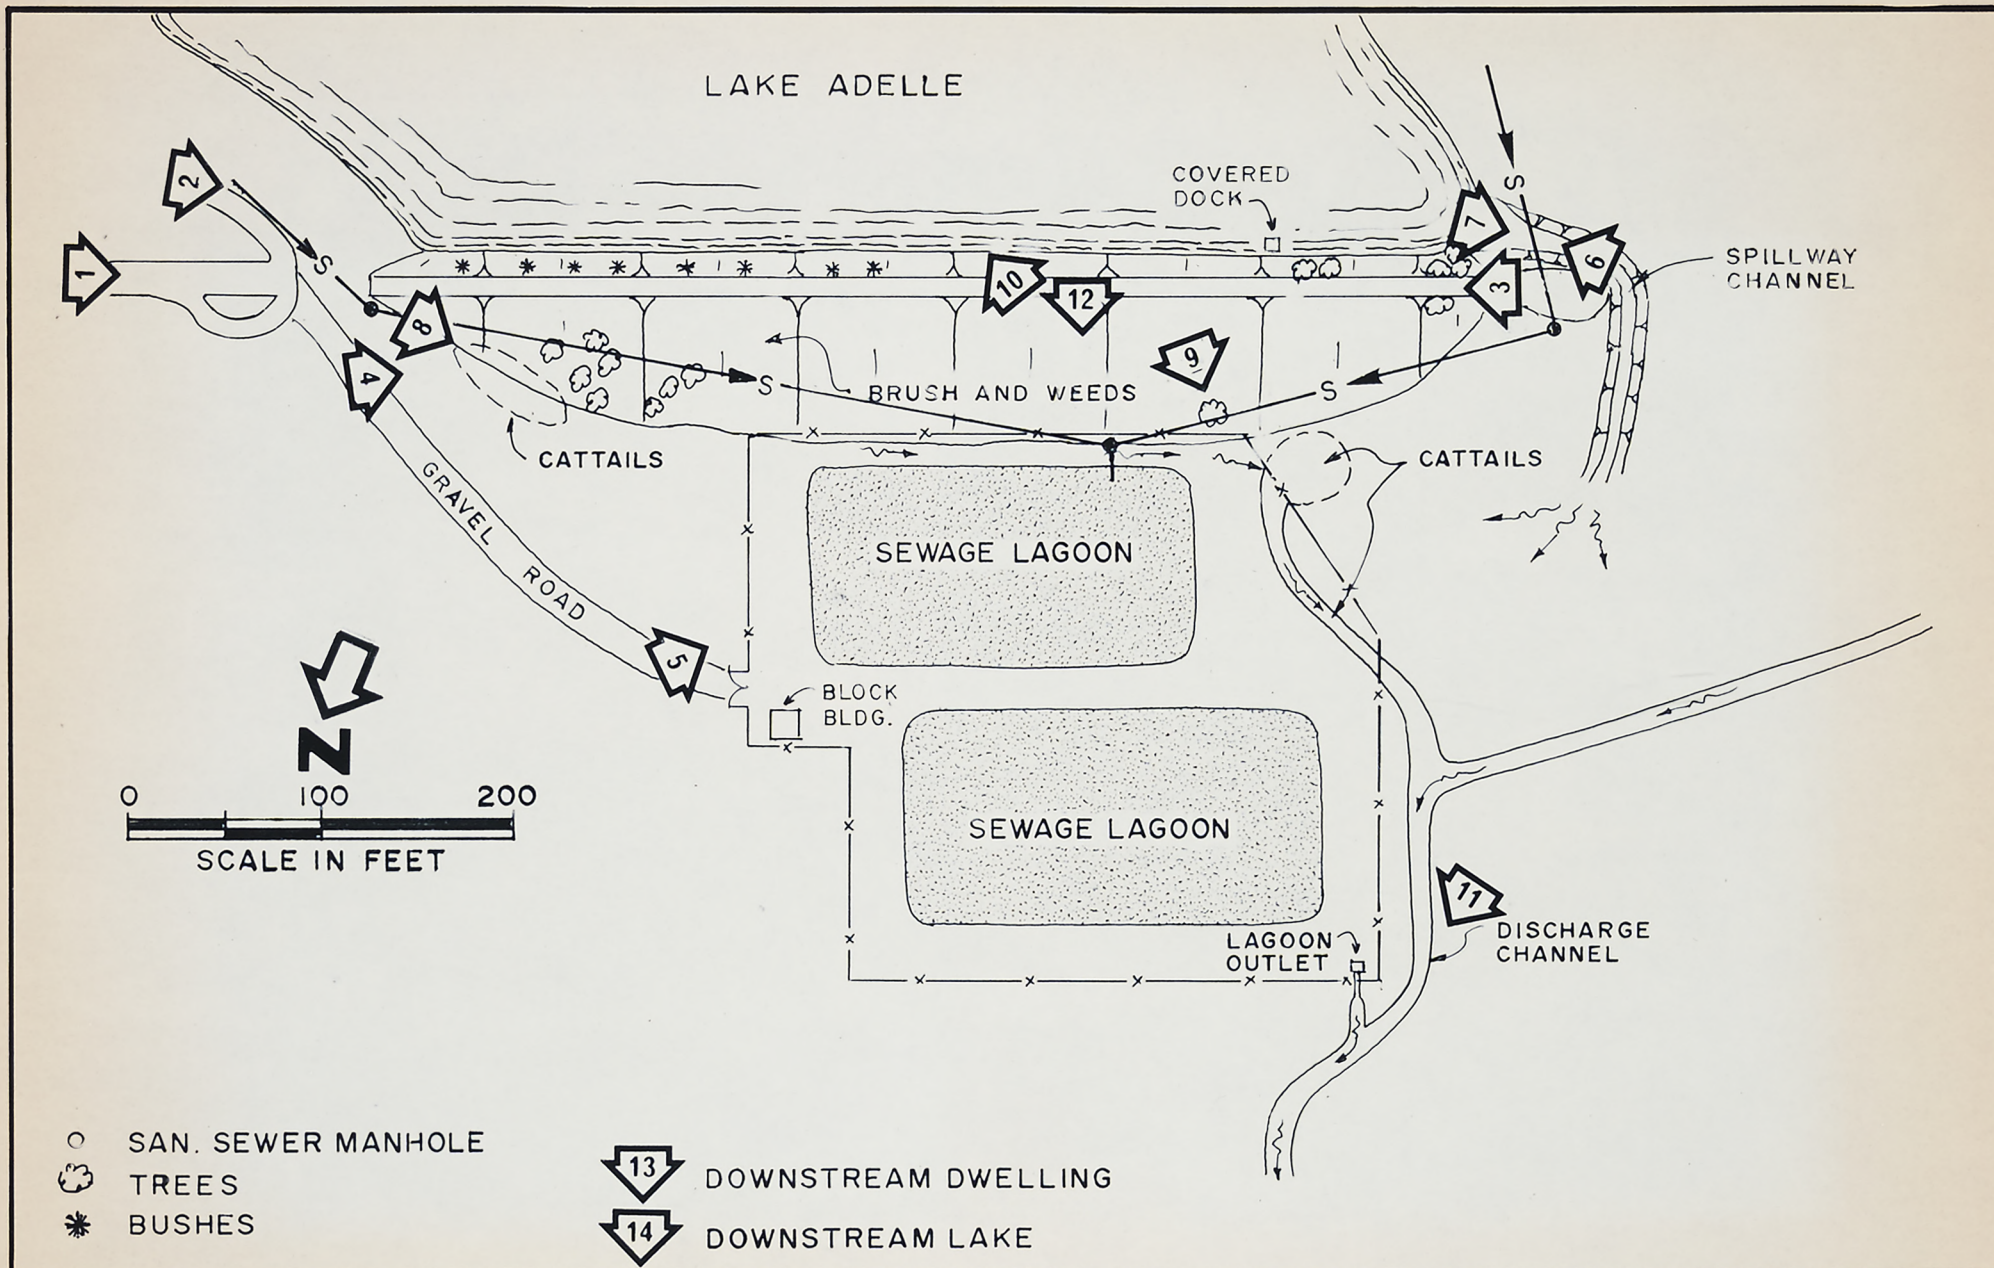 LAKE ADELLE
COVERED
DOCK
S
2
1
S
7
6
3
SPILLWAY
CHANNEL
10
12
8
4
9
S
BRUSH AND WEEDS
S
CATTAILS
CATTAILS
GRAVEL ROAD
SEWAGE LAGOON
5
BLOCK
BLDG.
N
0 100 200
SCALE IN FEET
SEWAGE LAGOON
11
LAGOON
OUTLET
DISCHARGE
CHANNEL
SAN. SEWER MANHOLE
TREES
BUSHES
13 DOWNSTREAM DWELLING
14 DOWNSTREAM LAKE